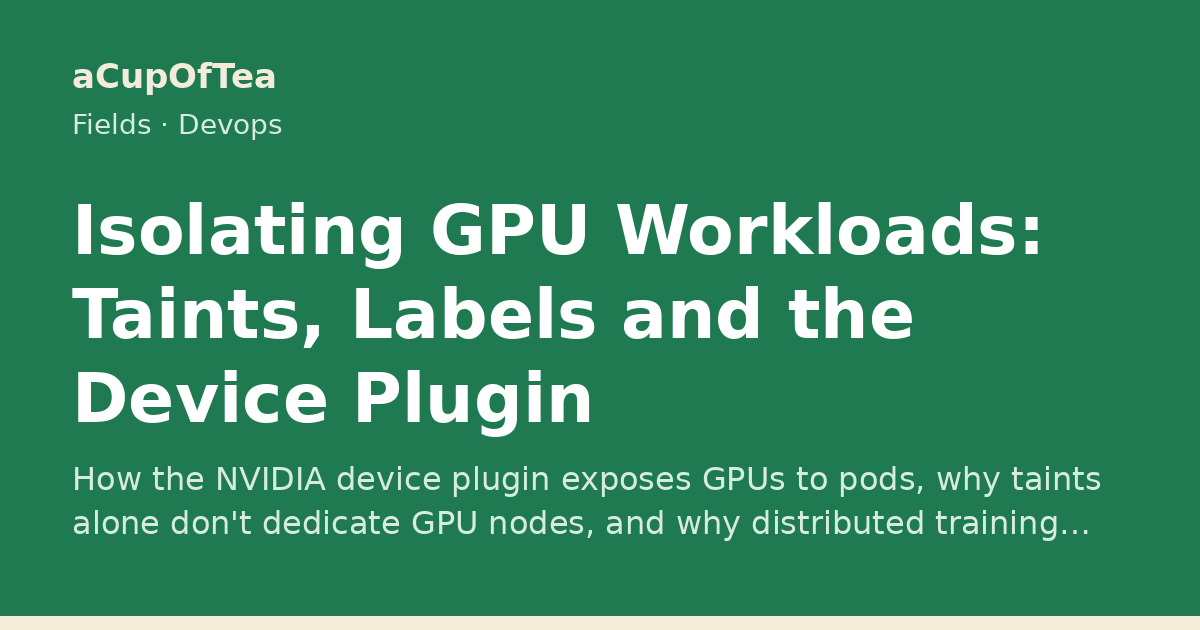 aCupOfTea
Fields · Devops
Isolating GPU Workloads:
Taints, Labels and the
Device Plugin
How the NVIDIA device plugin exposes GPUs to pods, why taints
alone don't dedicate GPU nodes, and why distributed training…